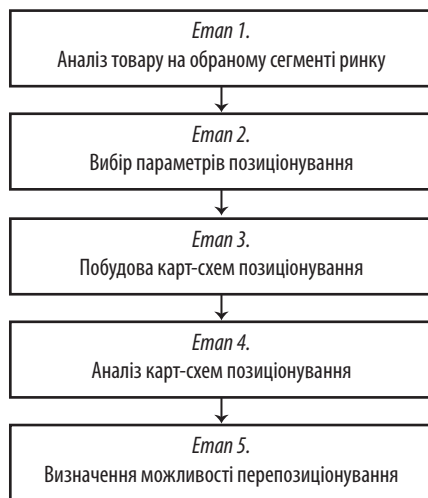 Етап 1.
Аналіз товару на обраному сегменті ринку
Етап 2.
Вибір параметрів позиціонування
Етап 3.
Побудова карт-схем позиціонування
Етап 4.
Аналіз карт-схем позиціонування
Етап 5.
Визначення можливості перепозиціонування